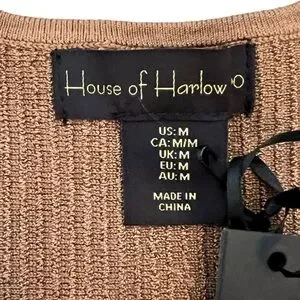 House of Harlow 1960
US: M
CA: M/M
UK: M
EU: M
AU: M
MADE IN
CHINA